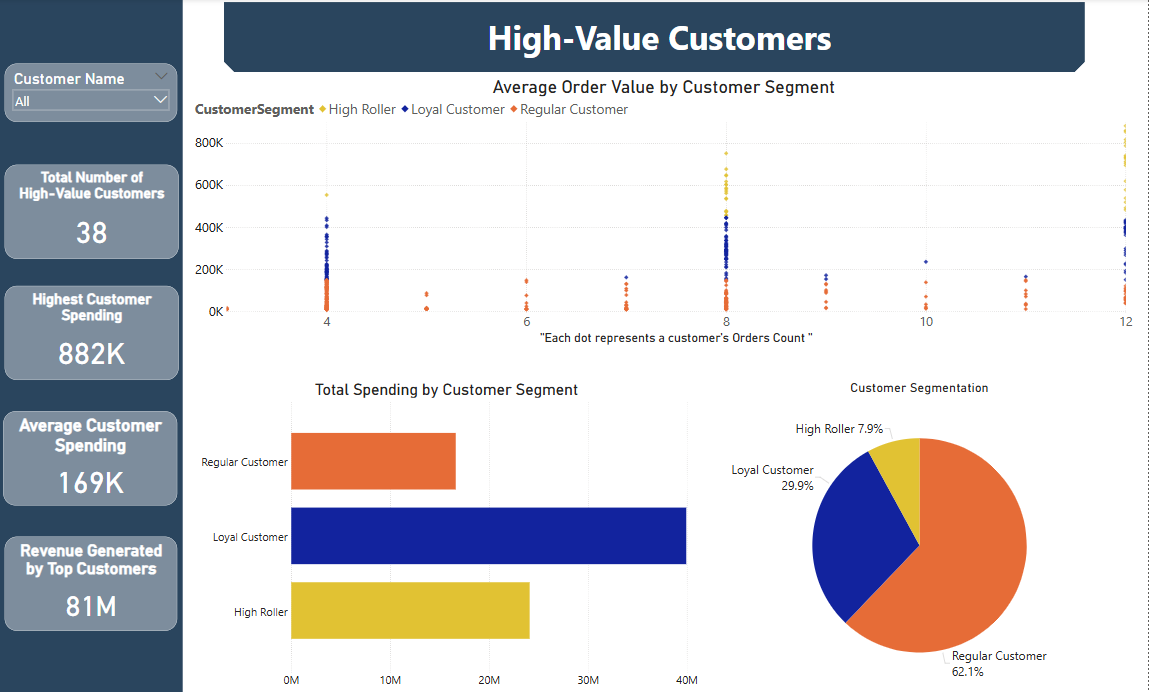 High-Value Customers
Customer Name
All
Total Number of
High-Value Customers
38
Highest Customer
Spending
882K
Average Customer
Spending
169K
Revenue Generated
by Top Customers
81M
Average Order Value by Customer Segment
CustomerSegment High Roller Loyal Customer Regular Customer
800K
600K
400K
200K
0K
4 6 8 10 12
"Each dot represents a customer's Orders Count "
Total Spending by Customer Segment
Regular Customer
Loyal Customer
High Roller
0M 10M 20M 30M 40M
Customer Segmentation
High Roller 7.9%
Loyal Customer
29.9%
Regular Customer
62.1%